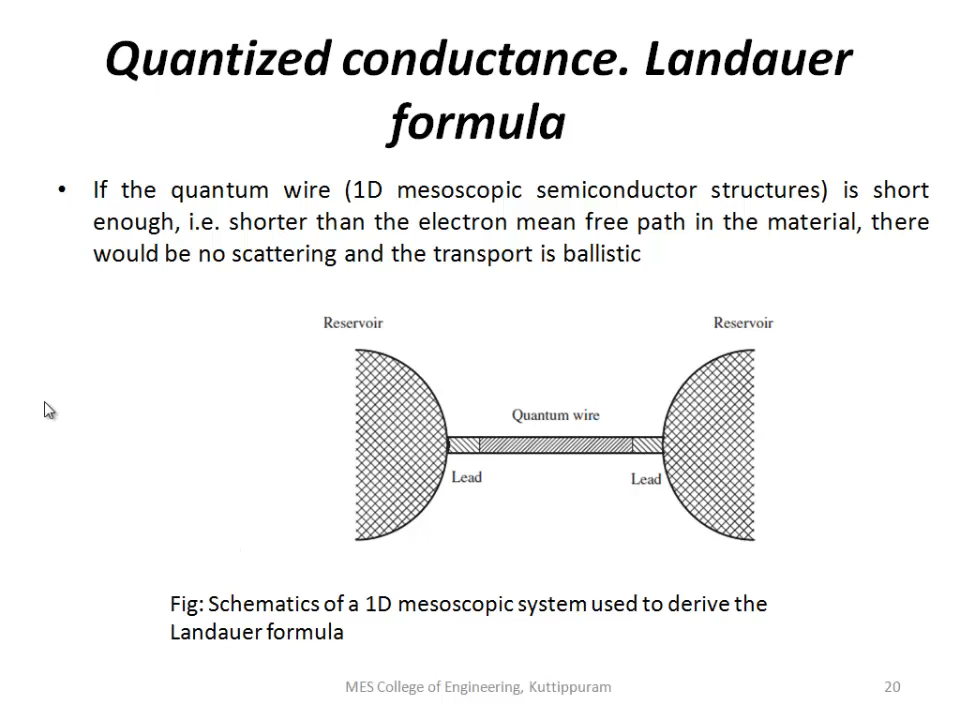 Quantized conductance. Landauer
formula
• If the quantum wire (1D mesoscopic semiconductor structures) is short
enough, i.e. shorter than the electron mean free path in the material, there
would be no scattering and the transport is ballistic
Reservoir
Reservoir
Quantum wire
Lead
Lead
Fig: Schematics of a 1D mesoscopic system used to derive the
Landauer formula
MES College of Engineering, Kuttippuram
20